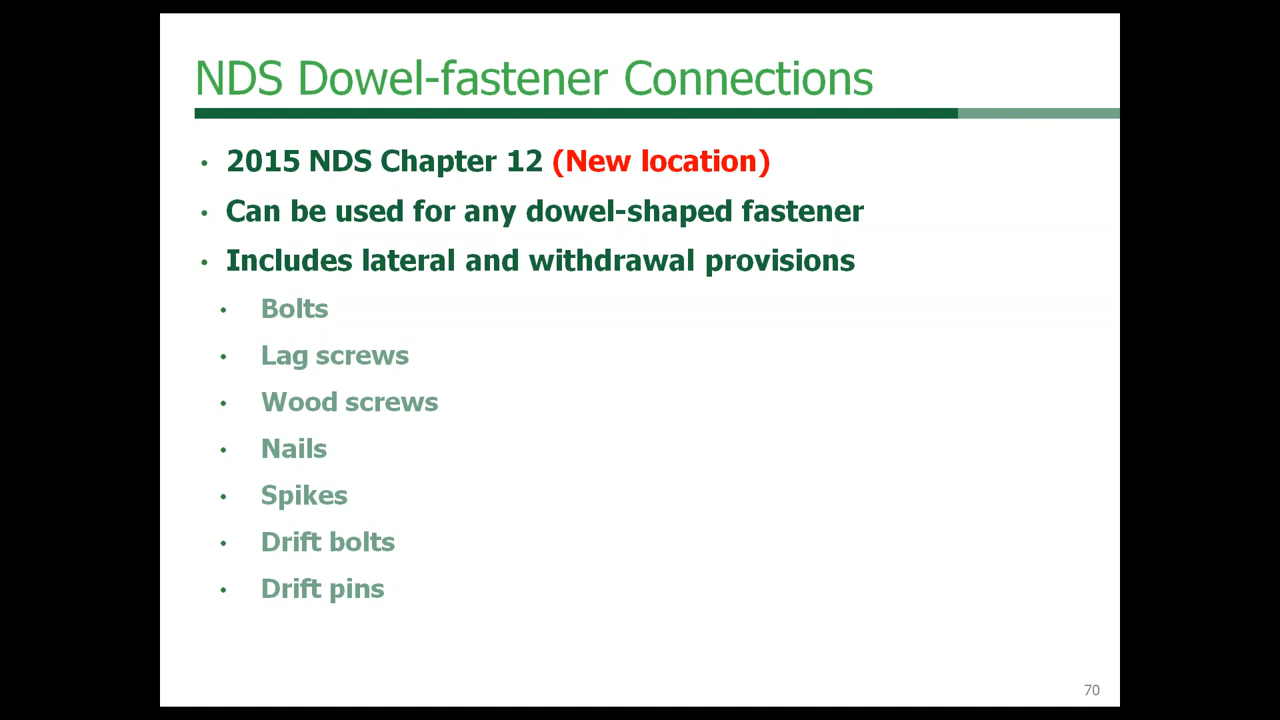 NDS Dowel-fastener Connections
• 2015 NDS Chapter 12 (New location)
• Can be used for any dowel-shaped fastener
• Includes lateral and withdrawal provisions
• Bolts
• Lag screws
• Wood screws
• Nails
• Spikes
• Drift bolts
• Drift pins
70